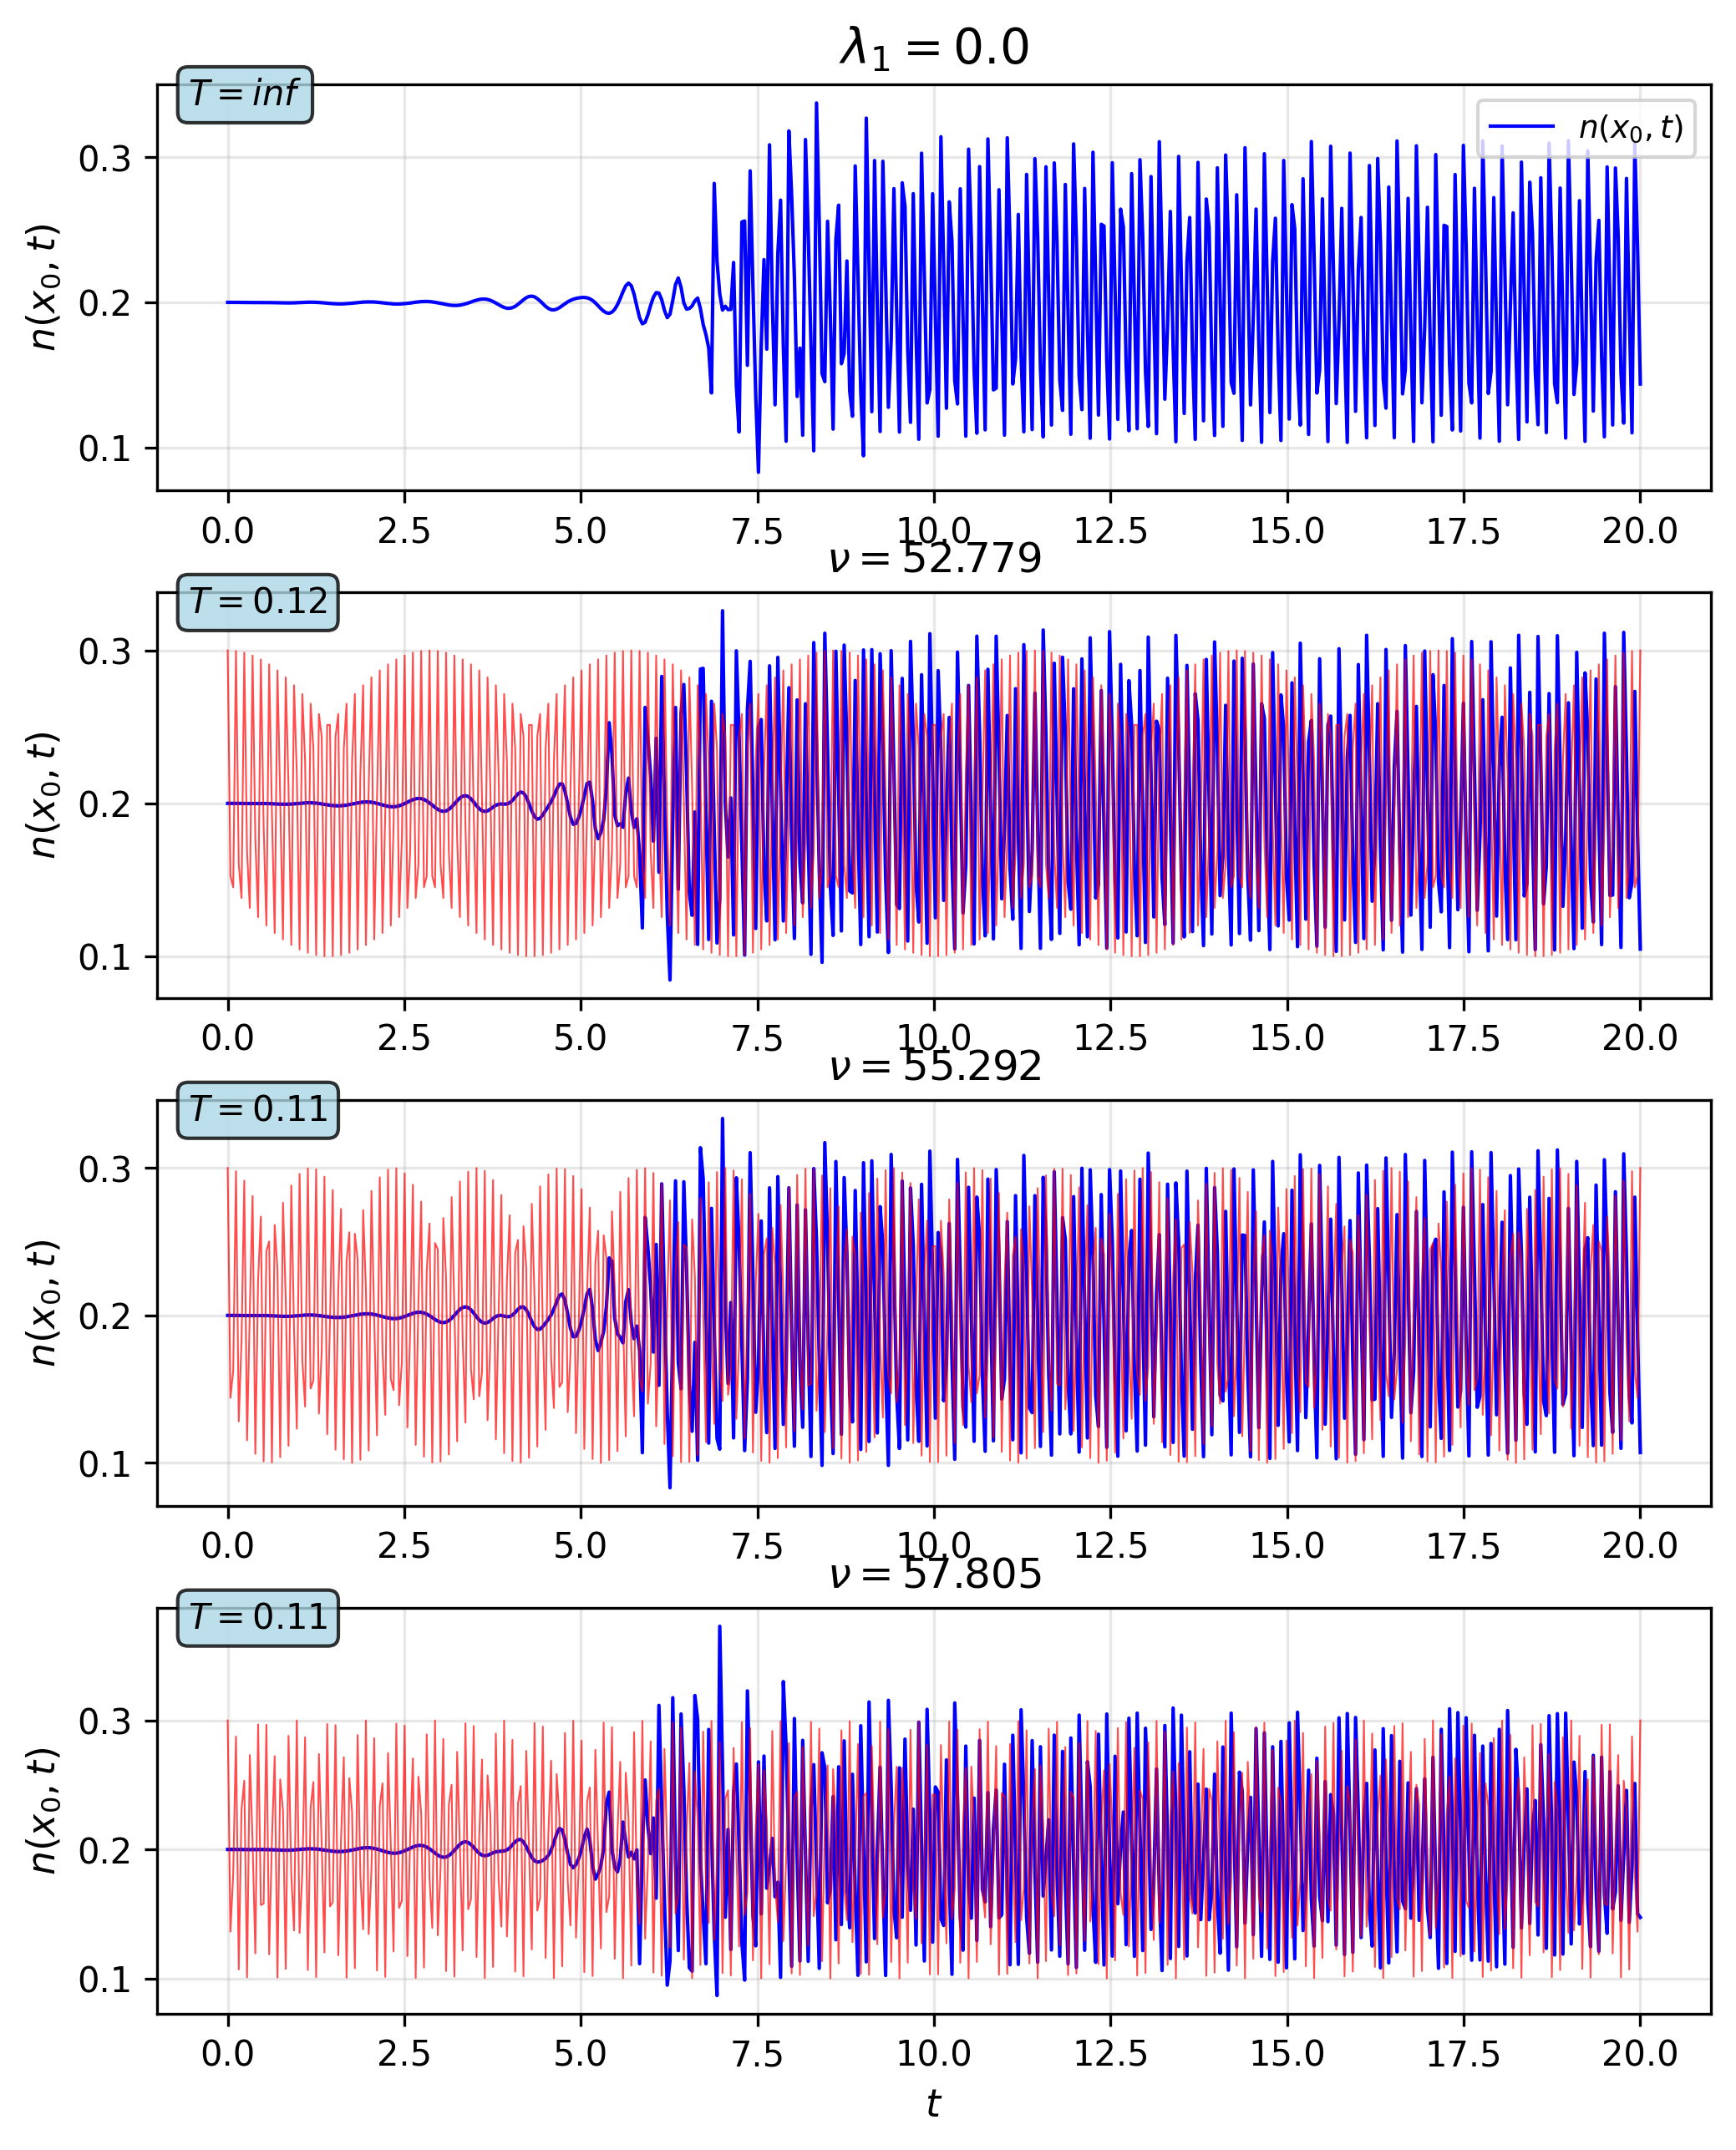 λ₁ = 0.0
T = inf
n(x₀, t)
n(x₀, t)
0.3
0.2
0.1
0.0 2.5 5.0 7.5 10.0 12.5 15.0 17.5 20.0
ν = 52.779
T = 0.12
n(x₀, t)
0.3
0.2
0.1
0.0 2.5 5.0 7.5 10.0 12.5 15.0 17.5 20.0
ν = 55.292
T = 0.11
n(x₀, t)
0.3
0.2
0.1
0.0 2.5 5.0 7.5 10.0 12.5 15.0 17.5 20.0
ν = 57.805
T = 0.11
n(x₀, t)
0.3
0.2
0.1
0.0 2.5 5.0 7.5 10.0 12.5 15.0 17.5 20.0
t